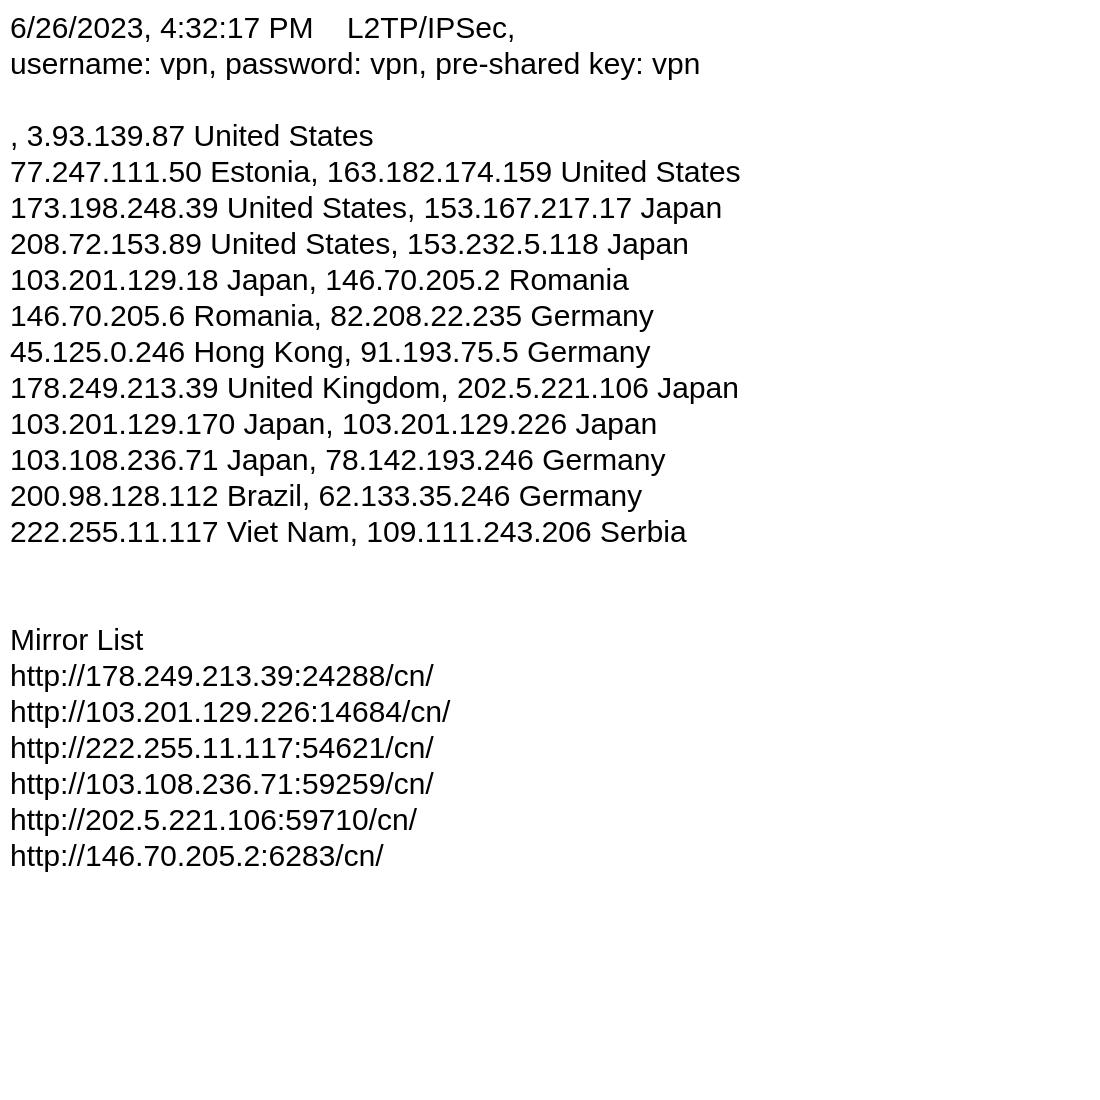 6/26/2023, 4:32:17 PM    L2TP/IPSec,
username: vpn, password: vpn, pre-shared key: vpn
, 3.93.139.87 United States
77.247.111.50 Estonia, 163.182.174.159 United States
173.198.248.39 United States, 153.167.217.17 Japan
208.72.153.89 United States, 153.232.5.118 Japan
103.201.129.18 Japan, 146.70.205.2 Romania
146.70.205.6 Romania, 82.208.22.235 Germany
45.125.0.246 Hong Kong, 91.193.75.5 Germany
178.249.213.39 United Kingdom, 202.5.221.106 Japan
103.201.129.170 Japan, 103.201.129.226 Japan
103.108.236.71 Japan, 78.142.193.246 Germany
200.98.128.112 Brazil, 62.133.35.246 Germany
222.255.11.117 Viet Nam, 109.111.243.206 Serbia
Mirror List
http://178.249.213.39:24288/cn/
http://103.201.129.226:14684/cn/
http://222.255.11.117:54621/cn/
http://103.108.236.71:59259/cn/
http://202.5.221.106:59710/cn/
http://146.70.205.2:6283/cn/